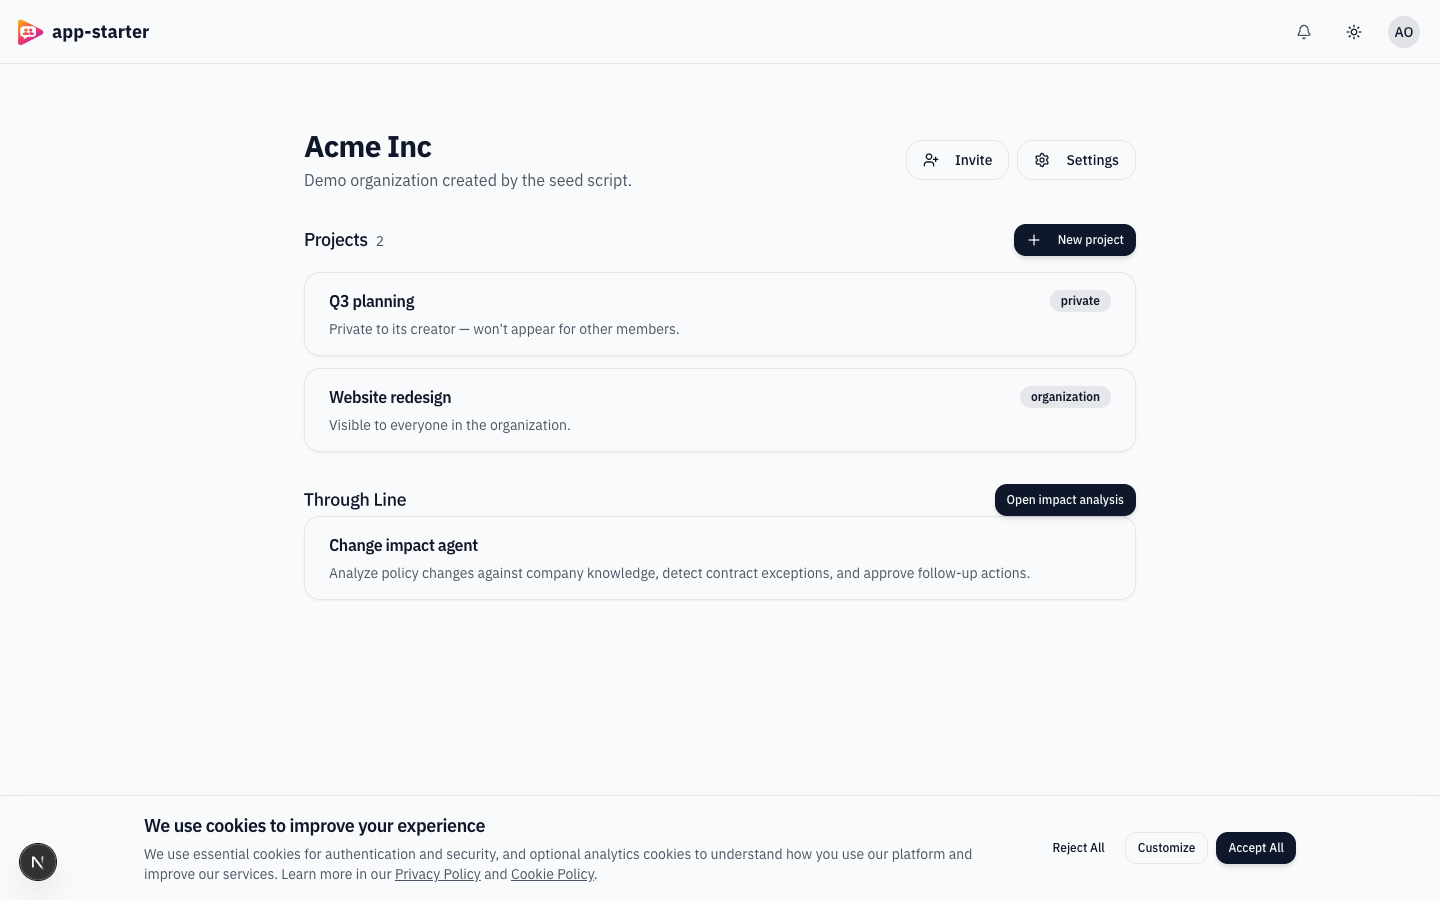 app-starter
AO
Acme Inc
Demo organization created by the seed script.
Invite
Settings
Projects 2
New project
Q3 planning
private
Private to its creator — won't appear for other members.
Website redesign
organization
Visible to everyone in the organization.
Through Line
Open impact analysis
Change impact agent
Analyze policy changes against company knowledge, detect contract exceptions, and approve follow-up actions.
We use cookies to improve your experience
We use essential cookies for authentication and security, and optional analytics cookies to understand how you use our platform and
improve our services. Learn more in our Privacy Policy and Cookie Policy.
Reject All
Customize
Accept All
N